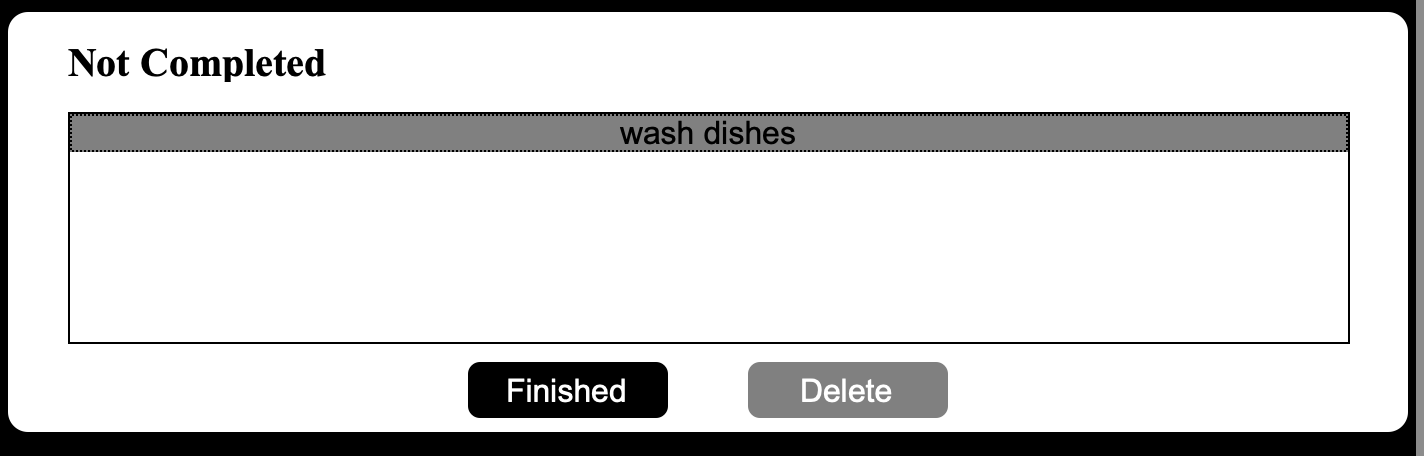 Not Completed
wash dishes
Finished Delete